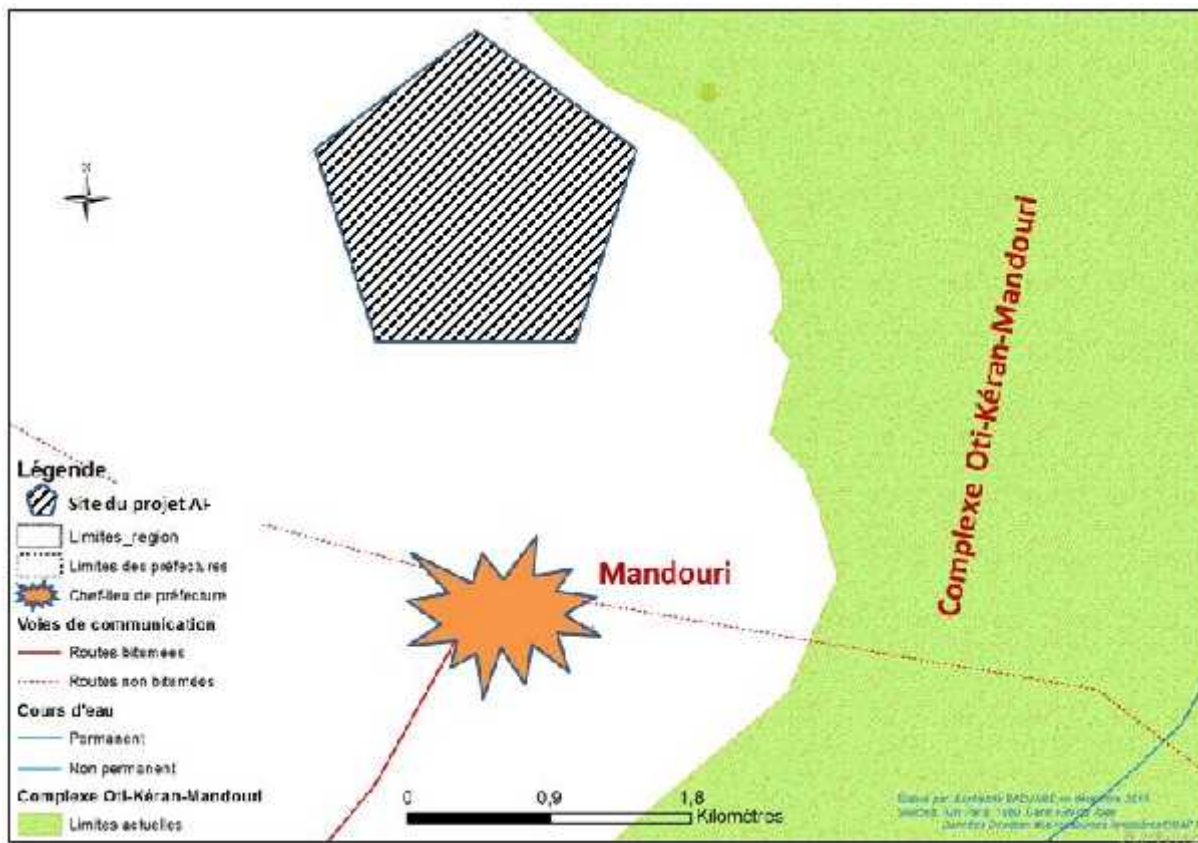 N
Complexe Oti-Kéran-Mandouri
Mandouri
Légende
Site du projet AF
Limites_region
Limites des préfectures
Chef-lieu de préfecture
Voies de communication
Routes bitumées
Routes non bitumées
Cours d'eau
Permanent
Non permanent
Complexe Oti-Kéran-Mandouri
Limites actuelles
0 0,9 1,8
Kilomètres